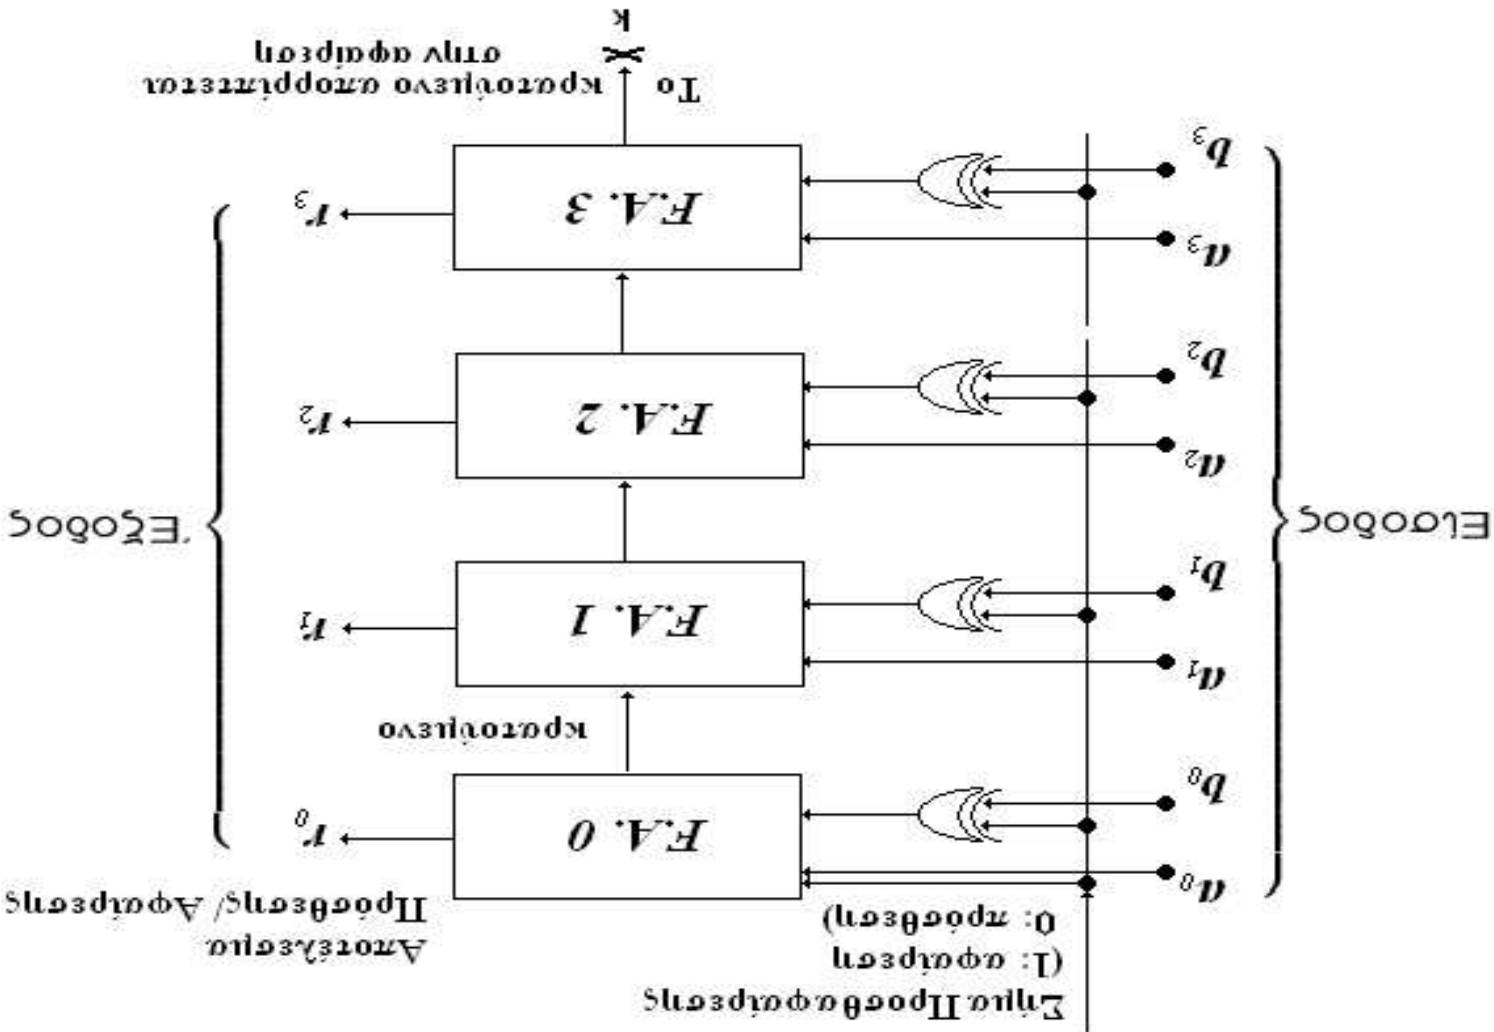 Σήμα Προσθαφαίρεσης
(1: αφαίρεση
0: πρόσθεση)
Αποτέλεσμα
Πρόσθεσης/ Αφαίρεσης
a0
b0
F.A. 0
r0
κρατούμενο
a1
b1
F.A. 1
r1
Είσοδος
Έξοδος
a2
b2
F.A. 2
r2
a3
b3
F.A. 3
r3
Το κρατούμενο απορρίπτεται
στην αφαίρεση
κ